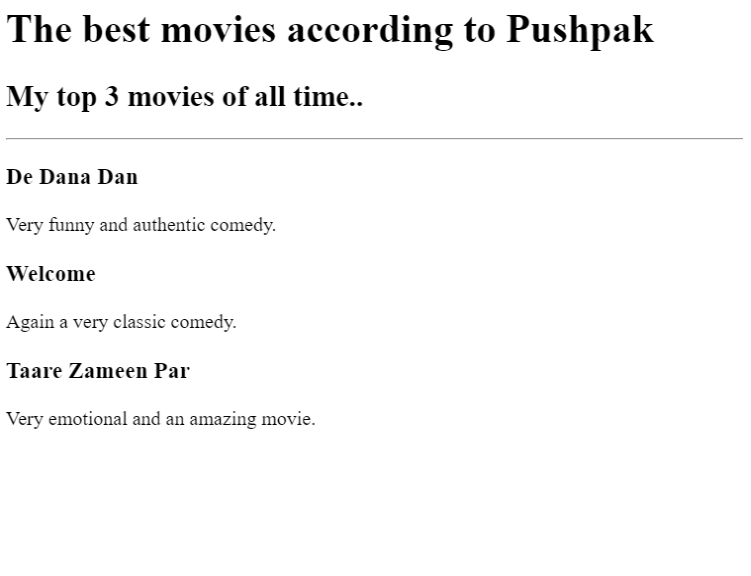 The best movies according to Pushpak
My top 3 movies of all time..
De Dana Dan
Very funny and authentic comedy.
Welcome
Again a very classic comedy.
Taare Zameen Par
Very emotional and an amazing movie.